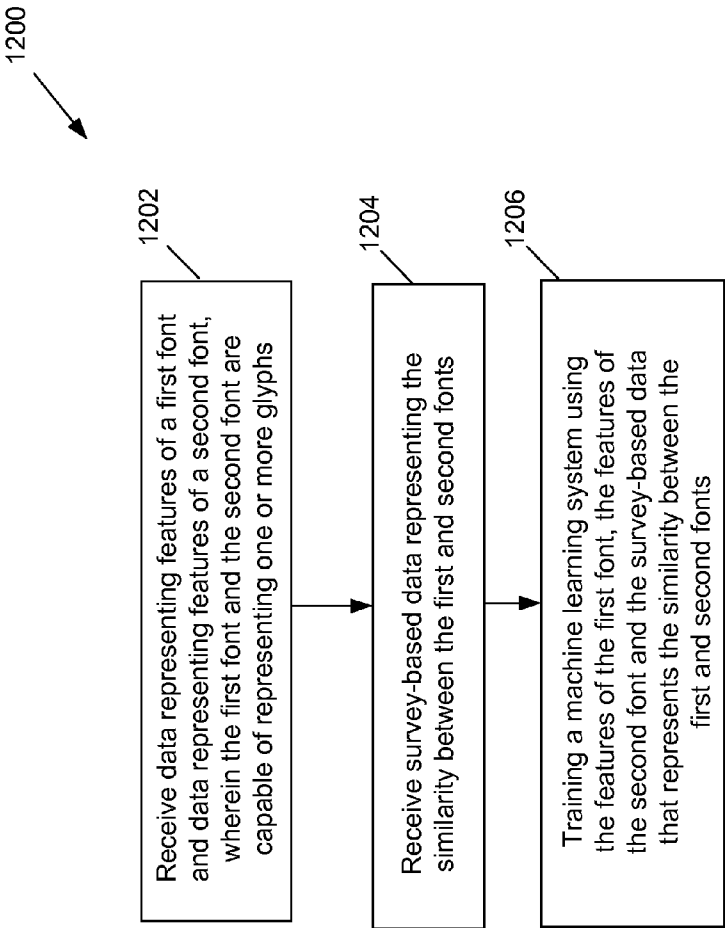 1200
1202
Receive data representing features of a first font
and data representing features of a second font,
wherein the first font and the second font are
capable of representing one or more glyphs
1204
Receive survey-based data representing the
similarity between the first and second fonts
1206
Training a machine learning system using
the features of the first font, the features of
the second font and the survey-based data
that represents the similarity between the
first and second fonts